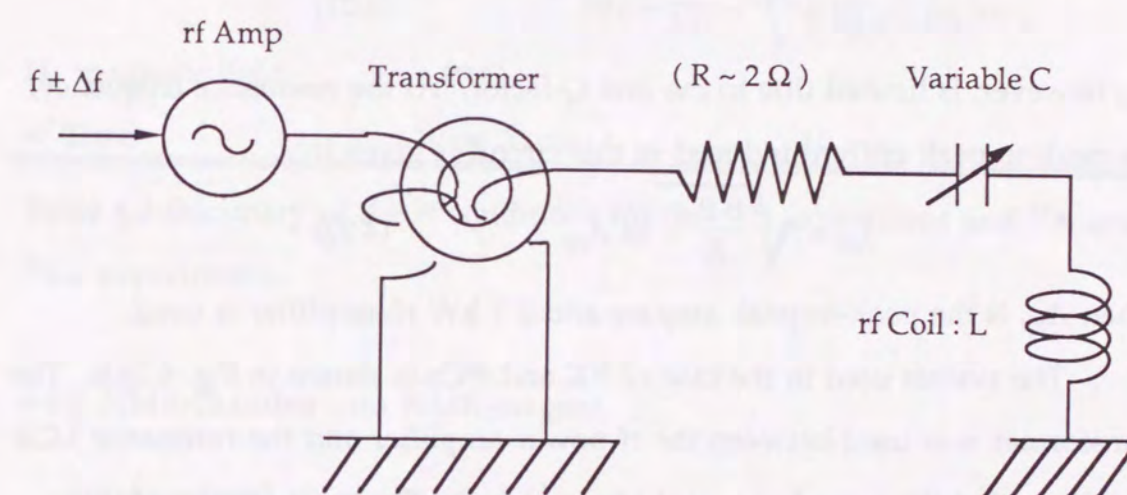 rf Amp
f ± Δf
Transformer
( R ~ 2 Ω )
Variable C
rf Coil : L